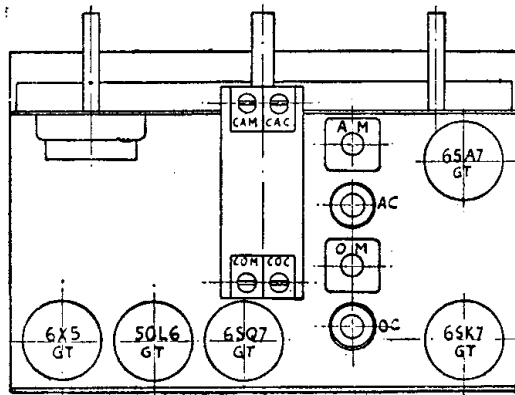 CAM CAC
A M
6SA7
GT
AC
COM COC
O M
6X5
GT
50L6
GT
6SQ7
GT
OC
6SK7
GT